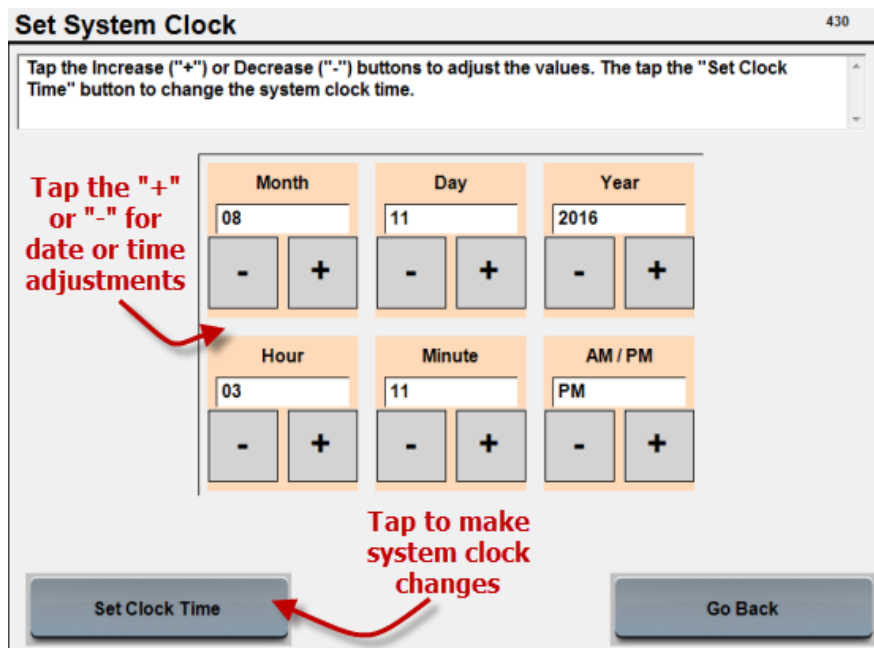 Set System Clock
430
Tap the Increase ("+") or Decrease ("-") buttons to adjust the values. The tap the "Set Clock
Time" button to change the system clock time.
Tap the "+"
or "-" for
date or time
adjustments
Month
Day
Year
08
11
2016
- + - + - +
Hour
Minute
AM / PM
03
11
PM
- + - + - +
Tap to make
system clock
changes
Set Clock Time
Go Back